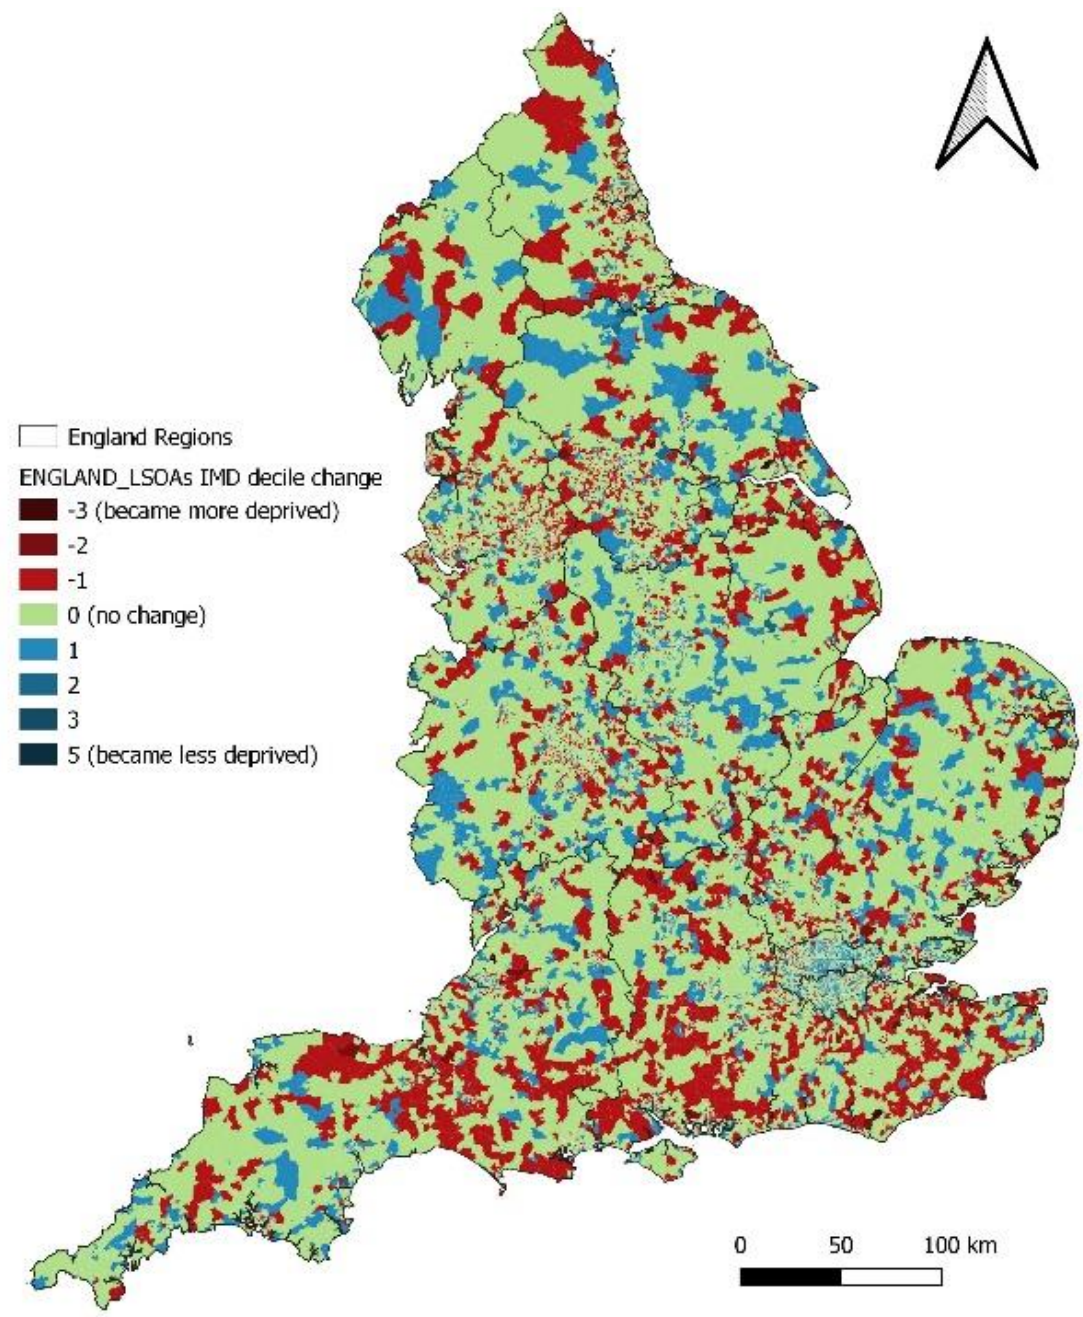 England Regions
ENGLAND_LSOAs IMD decile change
-3 (became more deprived)
-2
-1
0 (no change)
1
2
3
5 (became less deprived)
0 50 100 km